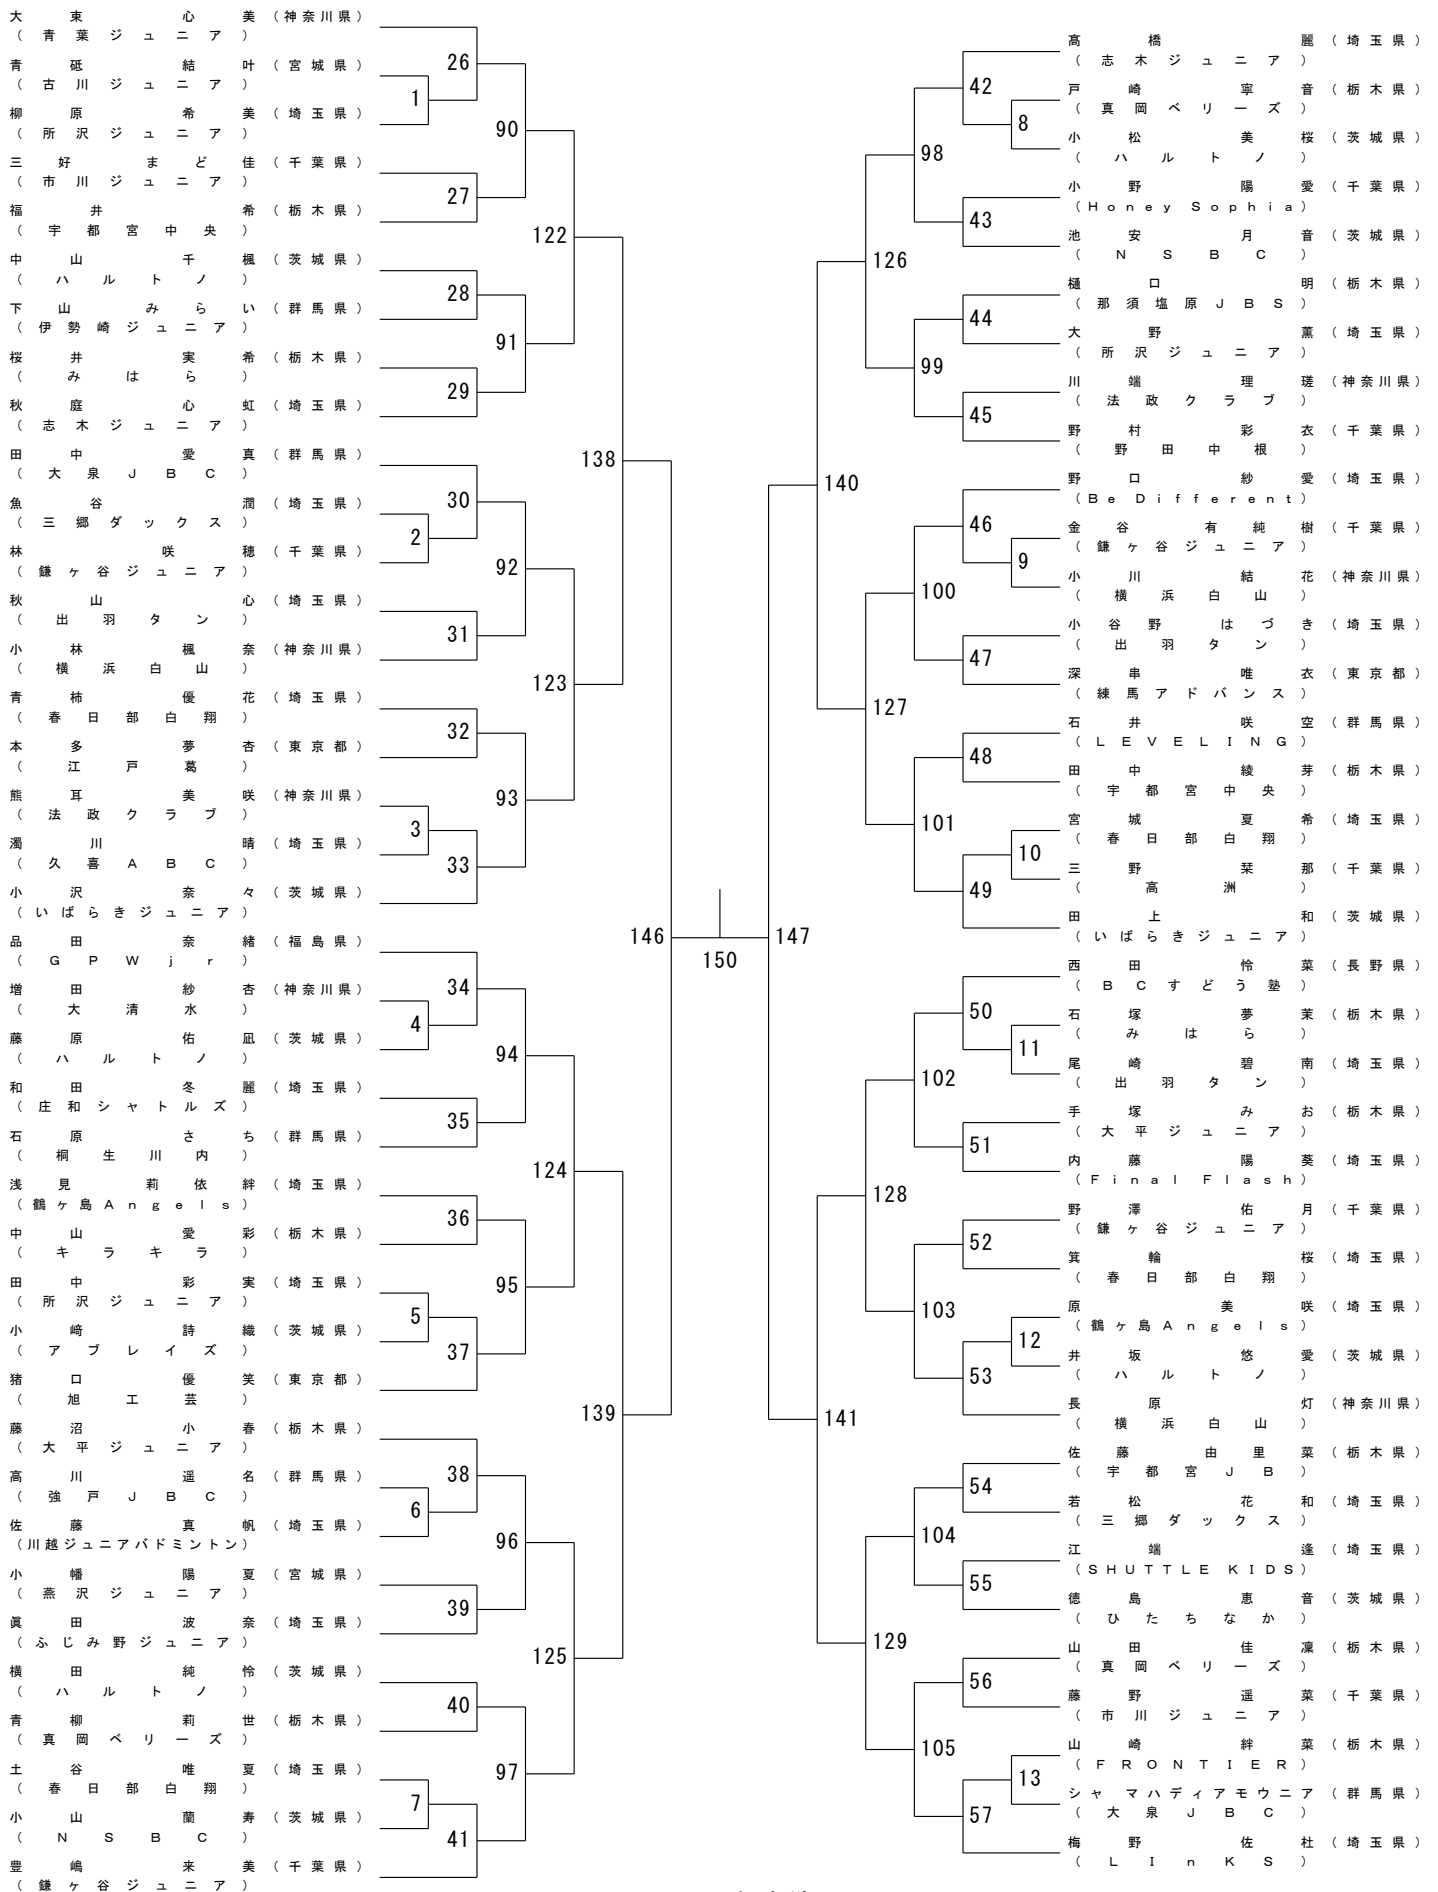 大東心美（神奈川県）
（青葉ジュニア）
青砥結叶（宮城県）
（古川ジュニア）
柳原希美（埼玉県）
（所沢ジュニア）
三好まど佳（千葉県）
（市川ジュニア）
福井希（栃木県）
（宇都宮中央）
中山千楓（茨城県）
（ハルトノ）
下山みらい（群馬県）
（伊勢崎ジュニア）
桜井実希（栃木県）
（みはら）
秋庭心虹（埼玉県）
（志木ジュニア）
田中愛真（群馬県）
（大泉ＪＢＣ）
魚谷潤（埼玉県）
（三郷ダックス）
林咲穂（千葉県）
（鎌ヶ谷ジュニア）
秋山心（埼玉県）
（出羽タン）
小林楓奈（神奈川県）
（横浜白山）
青柿優花（埼玉県）
（春日部白翔）
本多夢杏（東京都）
（江戸葛）
熊耳美咲（神奈川県）
（法政クラブ）
濁川晴（埼玉県）
（久喜ＡＢＣ）
小沢奈々（茨城県）
（いばらきジュニア）
品田奈緒（福島県）
（ＧＰＷｊｒ）
増田紗杏（神奈川県）
（大清水）
藤原佑凪（茨城県）
（ハルトノ）
和田冬麗（埼玉県）
（庄和シャトルズ）
石原さち（群馬県）
（桐生川内）
浅見莉依絆（埼玉県）
（鶴ヶ島Ａｎｇｅｌｓ）
中山愛彩（栃木県）
（キラキラ）
田中彩実（埼玉県）
（所沢ジュニア）
小﨑詩織（茨城県）
（アブレイズ）
猪口優笑（東京都）
（旭工芸）
藤沼小春（栃木県）
（大平ジュニア）
高川遥名（群馬県）
（強戸ＪＢＣ）
佐藤真帆（埼玉県）
（川越ジュニアバドミントン）
小幡陽夏（宮城県）
（燕沢ジュニア）
眞田波奈（埼玉県）
（ふじみ野ジュニア）
横田純怜（茨城県）
（ハルトノ）
青柳莉世（栃木県）
（真岡ベリーズ）
土谷唯夏（埼玉県）
（春日部白翔）
小山蘭寿（茨城県）
（ＮＳＢＣ）
豊嶋来美（千葉県）
（鎌ヶ谷ジュニア）
1
2
3
4
5
6
7
26
27
28
29
30
31
32
33
34
35
36
37
38
39
40
41
90
91
92
93
94
95
96
97
122
123
124
125
138
139
146
150
147
140
141
126
127
128
129
98
99
100
101
102
103
104
105
42
43
44
45
46
47
48
49
50
51
52
53
54
55
56
57
8
9
10
11
12
13
髙橋麗（埼玉県）
（志木ジュニア）
戸崎寧音（栃木県）
（真岡ベリーズ）
小松美桜（茨城県）
（ハルトノ）
小野陽愛（千葉県）
（Honey Sophia）
池安月音（茨城県）
（ＮＳＢＣ）
樋口明（栃木県）
（那須塩原ＪＢＳ）
大野薫（埼玉県）
（所沢ジュニア）
川端理瑳（神奈川県）
（法政クラブ）
野村彩衣（千葉県）
（野田中根）
野口紗愛（埼玉県）
（Be Different）
金谷有純樹（千葉県）
（鎌ヶ谷ジュニア）
小川結花（神奈川県）
（横浜白山）
小谷野はづき（埼玉県）
（出羽タン）
深串唯衣（東京都）
（練馬アドバンス）
石井咲空（群馬県）
（ＬＥＶＥＬＩＮＧ）
田中綾芽（栃木県）
（宇都宮中央）
宮城夏希（埼玉県）
（春日部白翔）
三野栞那（千葉県）
（高洲）
田上和（茨城県）
（いばらきジュニア）
西田怜菜（長野県）
（ＢＣすどう塾）
石塚夢茉（栃木県）
（みはら）
尾崎碧南（埼玉県）
（出羽タン）
手塚みお（栃木県）
（大平ジュニア）
内藤陽葵（埼玉県）
（Final Flash）
野澤佑月（千葉県）
（鎌ヶ谷ジュニア）
箕輪桜（埼玉県）
（春日部白翔）
原美咲（埼玉県）
（鶴ヶ島Ａｎｇｅｌｓ）
井坂悠愛（茨城県）
（ハルトノ）
長原灯（神奈川県）
（横浜白山）
佐藤由里菜（栃木県）
（宇都宮ＪＢ）
若松花和（埼玉県）
（三郷ダックス）
江端逢（埼玉県）
（SHUTTLE KIDS）
徳島恵音（茨城県）
（ひたちなか）
山田佳凜（栃木県）
（真岡ベリーズ）
藤野遥菜（千葉県）
（市川ジュニア）
山崎絆菜（栃木県）
（ＦＲＯＮＴＩＥＲ）
シャ マハディアモウニア（群馬県）
（大泉ＪＢＣ）
梅野佐杜（埼玉県）
（ＬＩｎＫＳ）